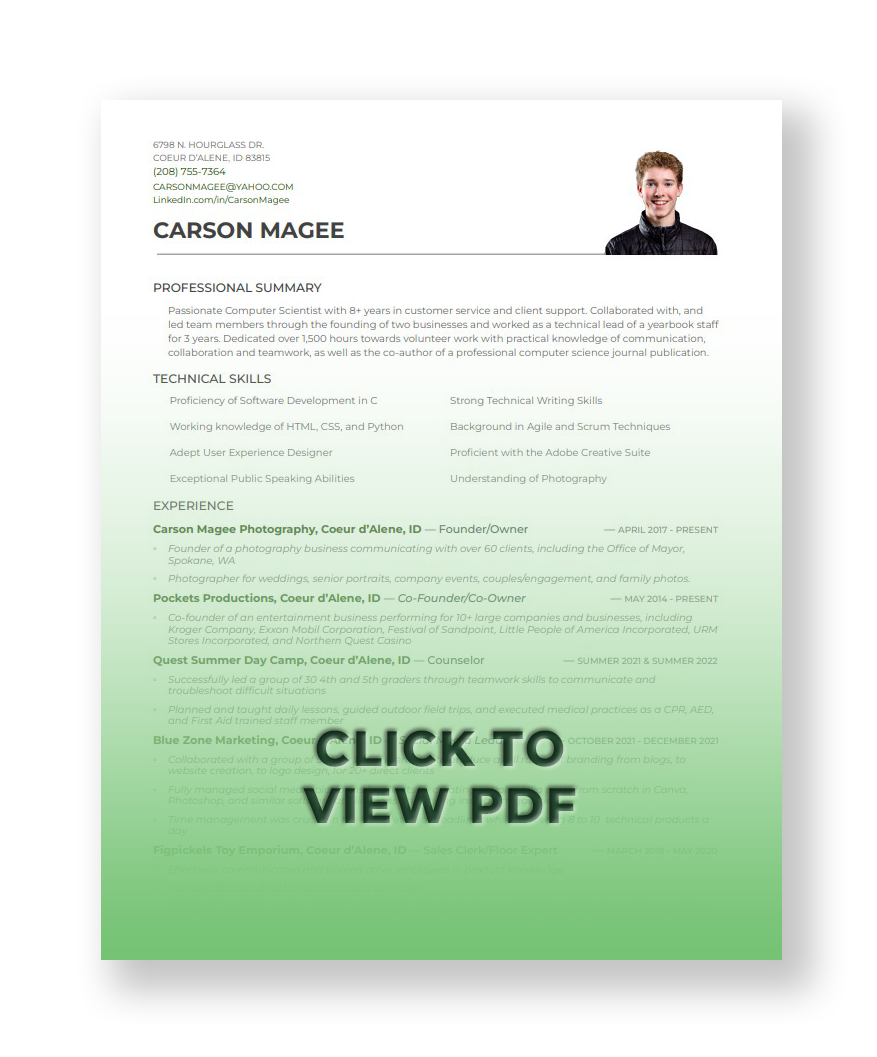 6798 N. HOURGLASS DR.
COEUR D'ALENE, ID 83815
(208) 755-7364
CARSONMAGEE@YAHOO.COM
LinkedIn.com/in/CarsonMagee
CARSON MAGEE
PROFESSIONAL SUMMARY
Passionate Computer Scientist with 8+ years in customer service and client support. Collaborated with, and
led team members through the founding of two businesses and worked as a technical lead of a yearbook staff
for 3 years. Dedicated over 1,500 hours towards volunteer work with practical knowledge of communication,
collaboration and teamwork, as well as the co-author of a professional computer science journal publication.
TECHNICAL SKILLS
Proficiency of Software Development in C Strong Technical Writing Skills
Working knowledge of HTML, CSS, and Python Background in Agile and Scrum Techniques
Adept User Experience Designer Proficient with the Adobe Creative Suite
Exceptional Public Speaking Abilities Understanding of Photography
EXPERIENCE
Carson Magee Photography, Coeur d'Alene, ID — Founder/Owner — APRIL 2017 - PRESENT
• Founder of a photography business communicating with over 60 clients, including the Office of Mayor,
Spokane, WA
• Photographer for weddings, senior portraits, company events, couples/engagement, and family photos.
Pockets Productions, Coeur d'Alene, ID — Co-Founder/Co-Owner — MAY 2014 - PRESENT
• Co-founder of an entertainment business performing for 10+ large companies and businesses, including
Kroger Company, Exxon Mobil Corporation, Festival of Sandpoint, Little People of America Incorporated, URM
Stores Incorporated, and Northern Quest Casino
Quest Summer Day Camp, Coeur d'Alene, ID — Counselor — SUMMER 2021 & SUMMER 2022
• Successfully led a group of 30 4th and 5th graders through teamwork skills to communicate and
troubleshoot difficult situations
• Planned and taught daily lessons, guided outdoor field trips, and executed medical practices as a CPR, AED,
and First Aid trained staff member
Blue Zone Marketing, Coeur d'Alene, ID OCTOBER 2021 - DECEMBER 2021
• Collaborated with a group of branding from blogs, to
website creation, to logo design, for 20+ direct clients
CLICK TO
• Fully managed social from scratch in Canva,
Photoshop, and similar
VIEW PDF
• Time management was 8 to 10 technical products a
day
Figpickels Toy Emporium, Coeur d'Alene, ID — Sales Clerk/Floor Expert — MARCH 2018 - MAY 2020